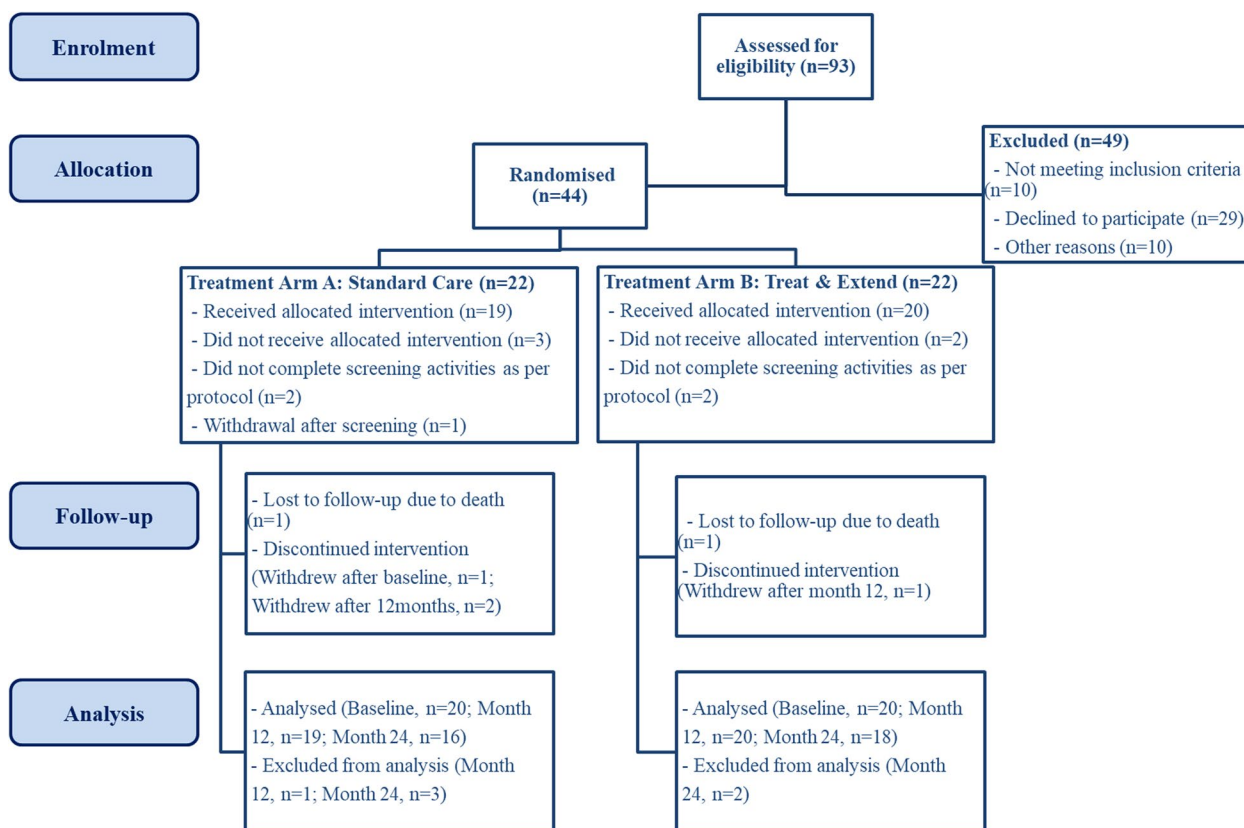 Enrolment
Assessed for
eligibility (n=93)
Allocation
Randomised
(n=44)
Excluded (n=49)
- Not meeting inclusion criteria
(n=10)
- Declined to participate (n=29)
- Other reasons (n=10)
Treatment Arm A: Standard Care (n=22)
- Received allocated intervention (n=19)
- Did not receive allocated intervention (n=3)
- Did not complete screening activities as per
protocol (n=2)
- Withdrawal after screening (n=1)
Treatment Arm B: Treat & Extend (n=22)
- Received allocated intervention (n=20)
- Did not receive allocated intervention (n=2)
- Did not complete screening activities as per
protocol (n=2)
Follow-up
- Lost to follow-up due to death
(n=1)
- Discontinued intervention
(Withdrew after baseline, n=1;
Withdrew after 12months, n=2)
- Lost to follow-up due to death
(n=1)
- Discontinued intervention
(Withdrew after month 12, n=1)
Analysis
- Analysed (Baseline, n=20; Month
12, n=19; Month 24, n=16)
- Excluded from analysis (Month
12, n=1; Month 24, n=3)
- Analysed (Baseline, n=20; Month
12, n=20; Month 24, n=18)
- Excluded from analysis (Month
24, n=2)